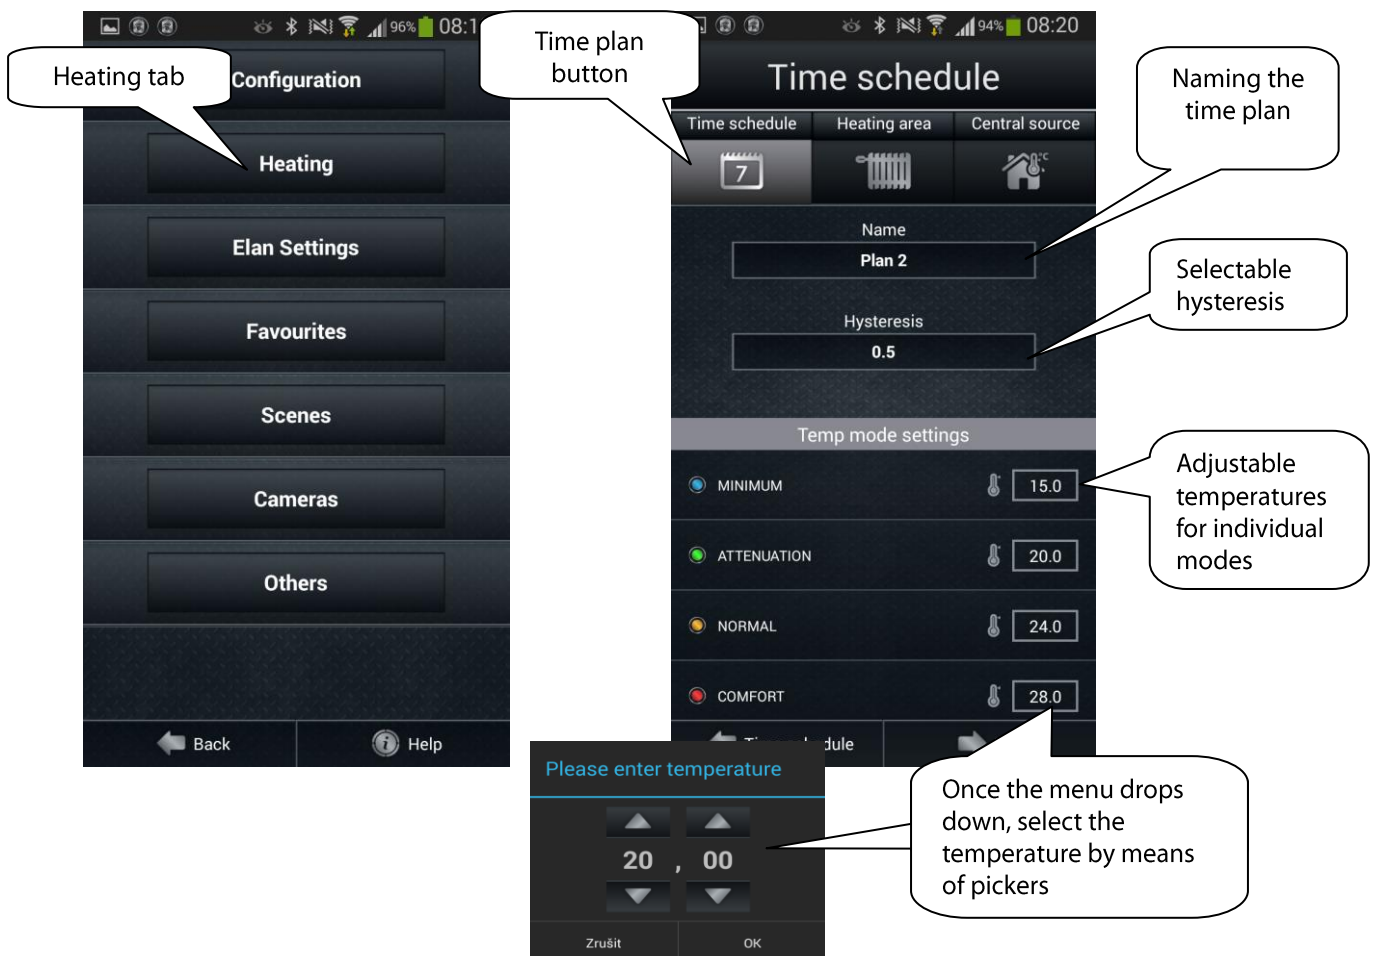 96% 08:1
Heating tab
Configuration
Heating
Elan Settings
Favourites
Scenes
Cameras
Others
Back
Help
Time plan
button
94% 08:20
Time schedule
Time schedule Heating area Central source
7
°C
Name
Plan 2
Hysteresis
0.5
Temp mode settings
MINIMUM 15.0
ATTENUATION 20.0
NORMAL 24.0
COMFORT 28.0
Naming the
time plan
Selectable
hysteresis
Adjustable
temperatures
for individual
modes
Please enter temperature
20 , 00
Zrušit OK
Once the menu drops
down, select the
temperature by means
of pickers